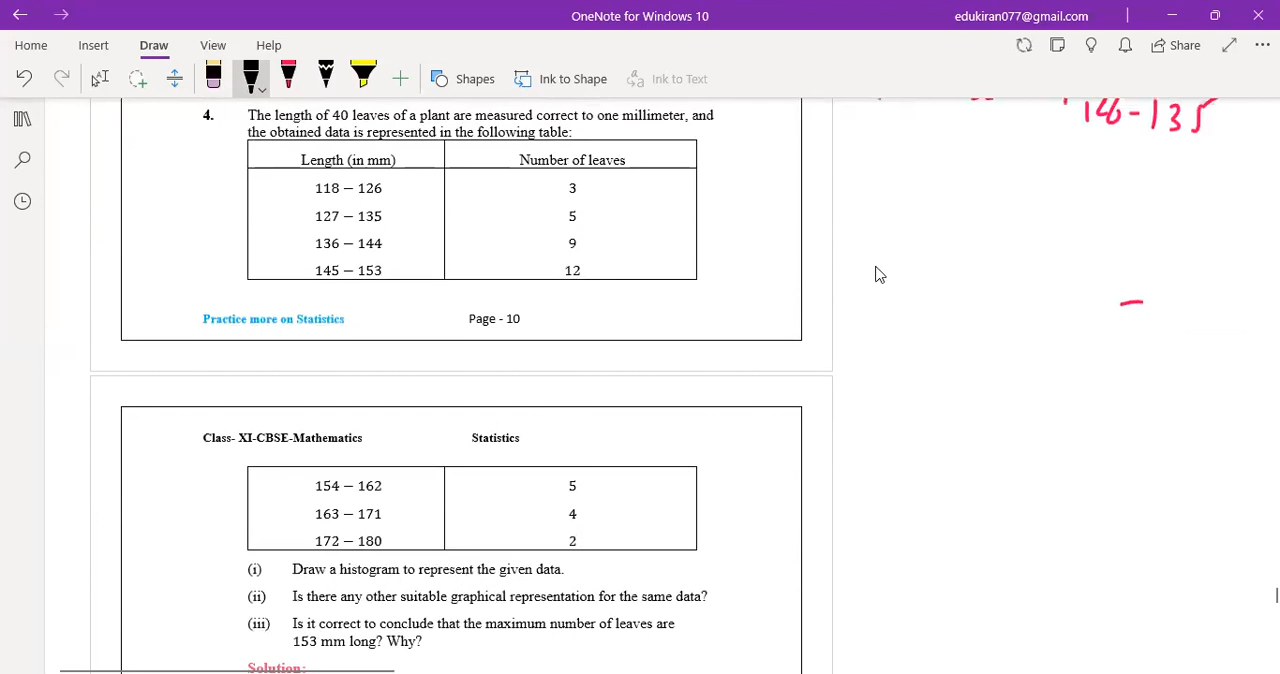 OneNote for Windows 10
edukiran077@gmail.com
Home Insert Draw View Help
Share
Shapes Ink to Shape Ink to Text
4. The length of 40 leaves of a plant are measured correct to one millimeter, and
the obtained data is represented in the following table:
Length (in mm) Number of leaves
118 – 126 3
127 – 135 5
136 – 144 9
145 – 153 12
Practice more on Statistics Page - 10
Class- XI-CBSE-Mathematics Statistics
154 – 162 5
163 – 171 4
172 – 180 2
(i) Draw a histogram to represent the given data.
(ii) Is there any other suitable graphical representation for the same data?
(iii) Is it correct to conclude that the maximum number of leaves are
153 mm long? Why?
Solution: